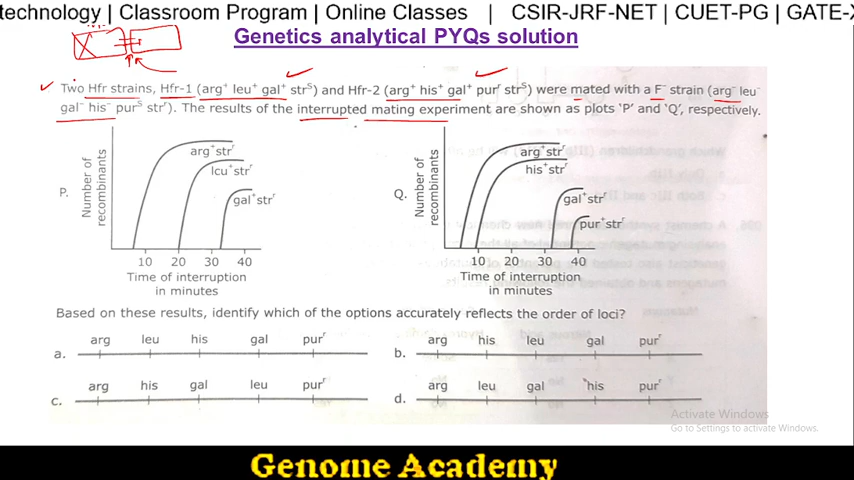 technology | Classroom Program | Online Classes | CSIR-JRF-NET | CUET-PG | GATE-X
Genetics analytical PYQs solution
Two Hfr strains, Hfr-1 (arg⁺ leu⁺ gal⁺ strˢ) and Hfr-2 (arg⁺ his⁺ gal⁺ purʳ strˢ) were mated with a F⁻ strain (arg⁻ leu⁻
gal⁻ his⁻ purˢ strʳ). The results of the interrupted mating experiment are shown as plots 'P' and 'Q', respectively.
P.
Number of
recombinants
arg⁺strʳ
lcu⁺strʳ
gal⁺strʳ
10 20 30 40
Time of interruption
in minutes
Q.
Number of
recombinants
arg⁺strʳ
his⁺strʳ
gal⁺strʳ
pur⁺strʳ
10 20 30 40
Time of interruption
in minutes
Based on these results, identify which of the options accurately reflects the order of loci?
a. arg leu his gal purʳ
b. arg his leu gal purʳ
c. arg his gal leu purʳ
d. arg leu gal his purʳ
Activate Windows
Go to Settings to activate Windows.
Genome Academy